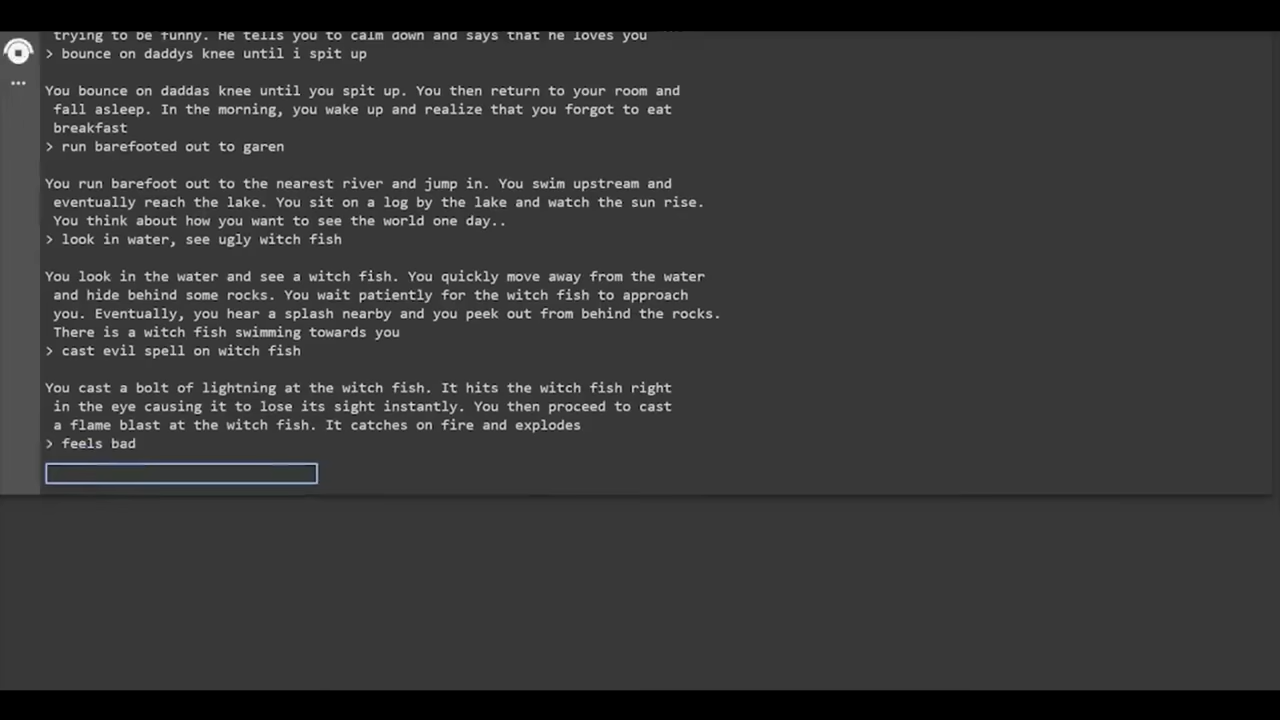 trying to be funny. He tells you to calm down and says that he loves you
> bounce on daddys knee until i spit up
You bounce on daddas knee until you spit up. You then return to your room and
fall asleep. In the morning, you wake up and realize that you forgot to eat
breakfast
> run barefooted out to garen
You run barefoot out to the nearest river and jump in. You swim upstream and
eventually reach the lake. You sit on a log by the lake and watch the sun rise.
You think about how you want to see the world one day..
> look in water, see ugly witch fish
You look in the water and see a witch fish. You quickly move away from the water
and hide behind some rocks. You wait patiently for the witch fish to approach
you. Eventually, you hear a splash nearby and you peek out from behind the rocks.
There is a witch fish swimming towards you
> cast evil spell on witch fish
You cast a bolt of lightning at the witch fish. It hits the witch fish right
in the eye causing it to lose its sight instantly. You then proceed to cast
a flame blast at the witch fish. It catches on fire and explodes
> feels bad